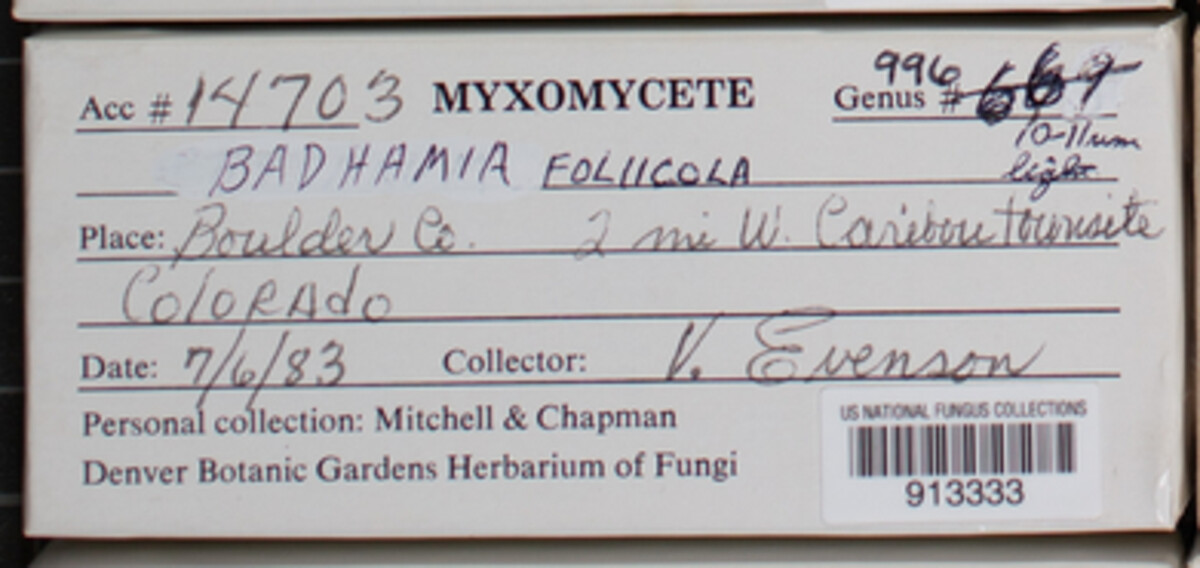 Acc # 14703 MYXOMYCETE Genus # 996
10-11um
BADHAMIA FOLIICOLA light
Place: Boulder Co. 2 mi W. Caribou townsite
COLORADO
Date: 7/6/83 Collector: V. Evenson
Personal collection: Mitchell & Chapman
Denver Botanic Gardens Herbarium of Fungi
US NATIONAL FUNGUS COLLECTIONS
913333